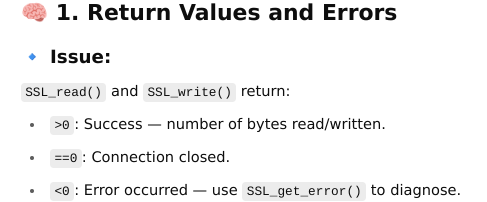 🧠 1. Return Values and Errors
🔹 Issue:
SSL_read() and SSL_write() return:
• >0: Success — number of bytes read/written.
• ==0: Connection closed.
• <0: Error occurred — use SSL_get_error() to diagnose.